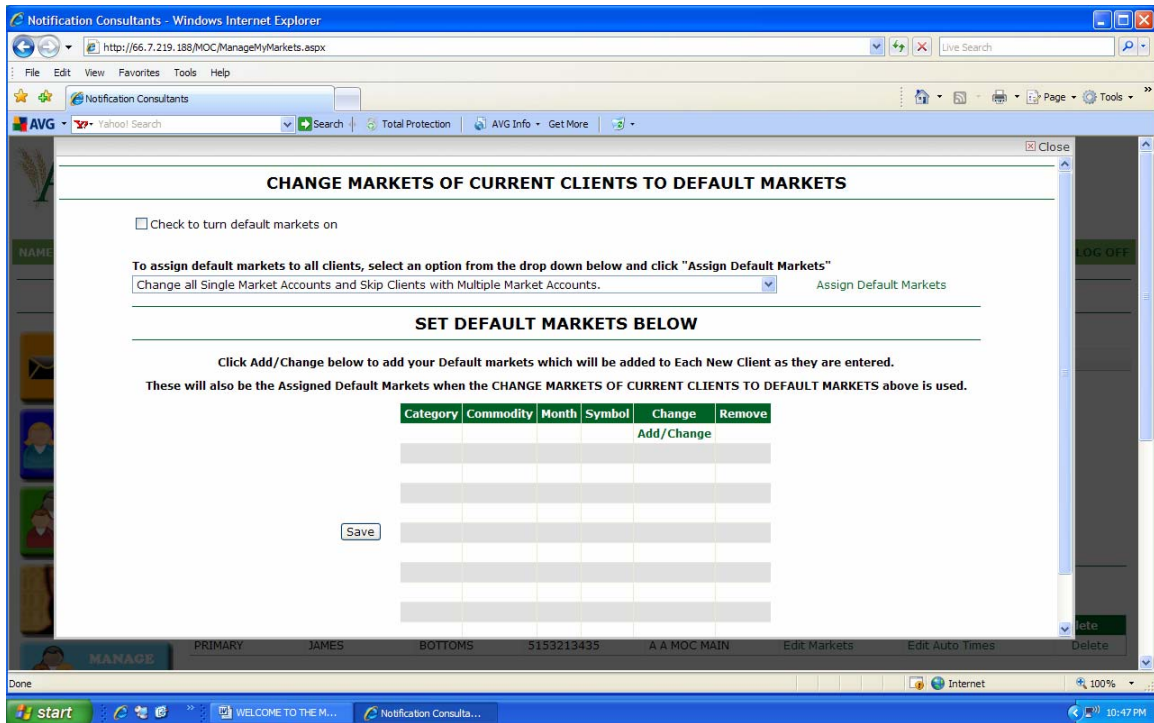 Notification Consultants - Windows Internet Explorer
http://66.7.219.188/MOC/ManageMyMarkets.aspx
Live Search
File Edit View Favorites Tools Help
Notification Consultants
Page Tools
AVG Yahoo! Search Search Total Protection AVG Info Get More
Close
CHANGE MARKETS OF CURRENT CLIENTS TO DEFAULT MARKETS
Check to turn default markets on
NAME
LOG OFF
To assign default markets to all clients, select an option from the drop down below and click "Assign Default Markets"
Change all Single Market Accounts and Skip Clients with Multiple Market Accounts.
Assign Default Markets
SET DEFAULT MARKETS BELOW
Click Add/Change below to add your Default markets which will be added to Each New Client as they are entered.
These will also be the Assigned Default Markets when the CHANGE MARKETS OF CURRENT CLIENTS TO DEFAULT MARKETS above is used.
Category Commodity Month Symbol Change Remove
Add/Change
Save
lete
PRIMARY JAMES BOTTOMS 5153213435 A A MOC MAIN Edit Markets Edit Auto Times Delete
MANAGE
Done Internet 100%
start WELCOME TO THE M... Notification Consulta... 10:47 PM